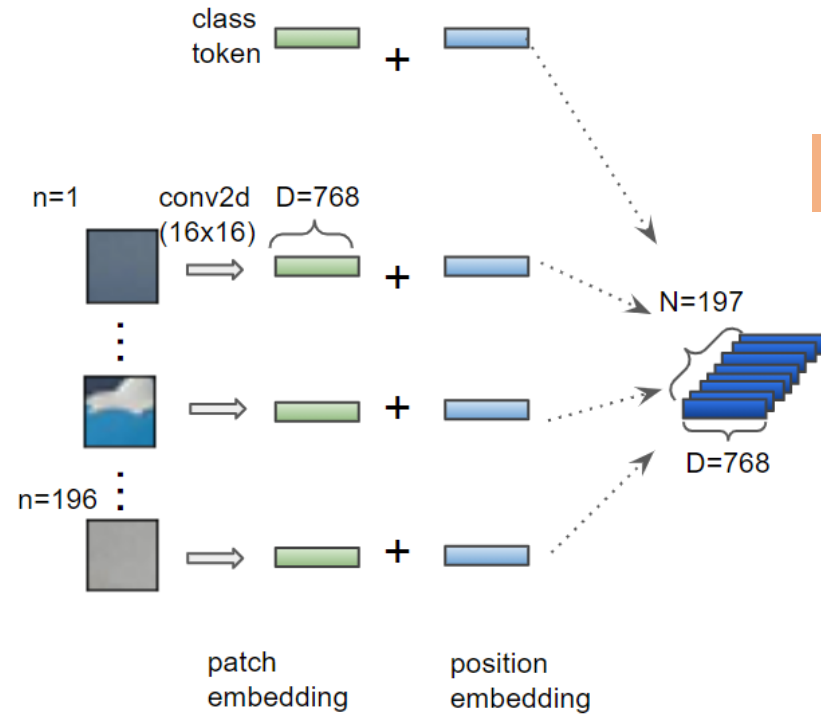 class
token
+
n=1
conv2d
(16x16)
D=768
+
N=197
+
D=768
n=196
+
patch
embedding
position
embedding